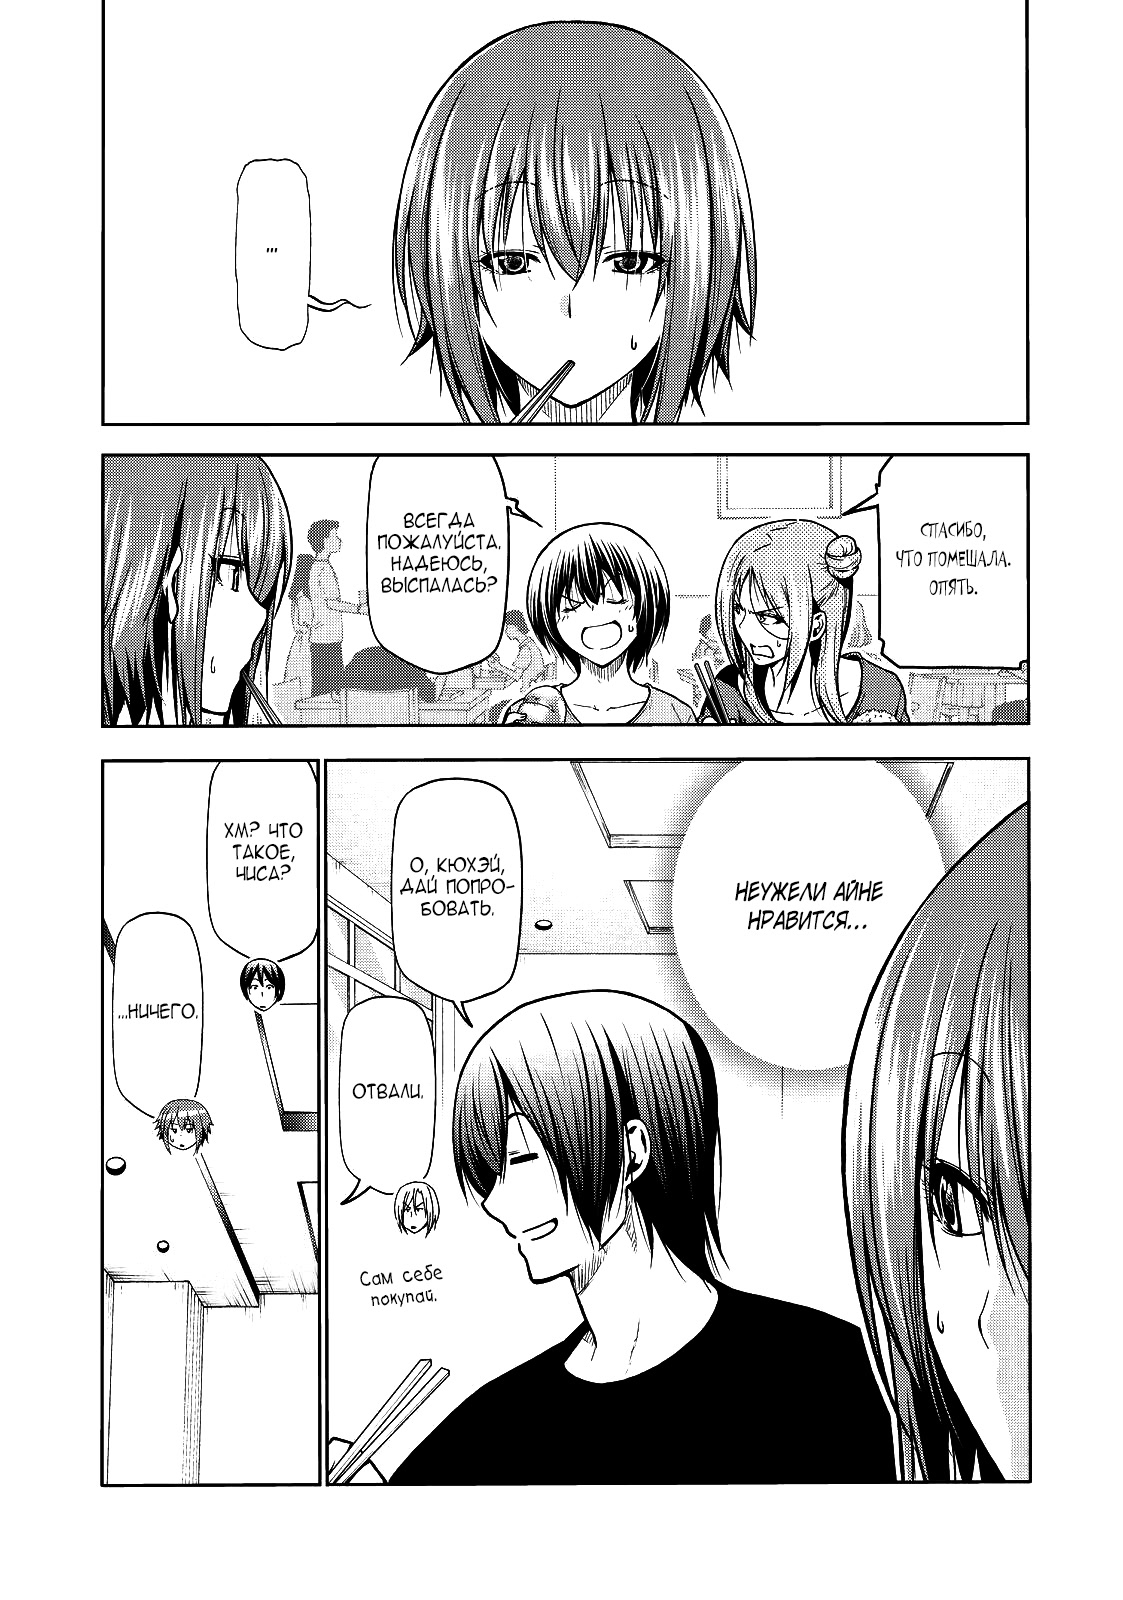 ...
СПАСИБО,
ЧТО ПОМЕШАЛА.
ОПЯТЬ.
ВСЕГДА
ПОЖАЛУЙСТА.
НАДЕЮСЬ,
ВЫСПАЛАСЬ?
НЕУЖЕЛИ АЙНЕ
НРАВИТСЯ...
О, КЮХЭЙ,
ДАЙ ПОПРО-
БОВАТЬ.
ОТВАЛИ.
Сам себе
покупай.
ХМ? ЧТО
ТАКОЕ,
ЧИСА?
...НИЧЕГО.